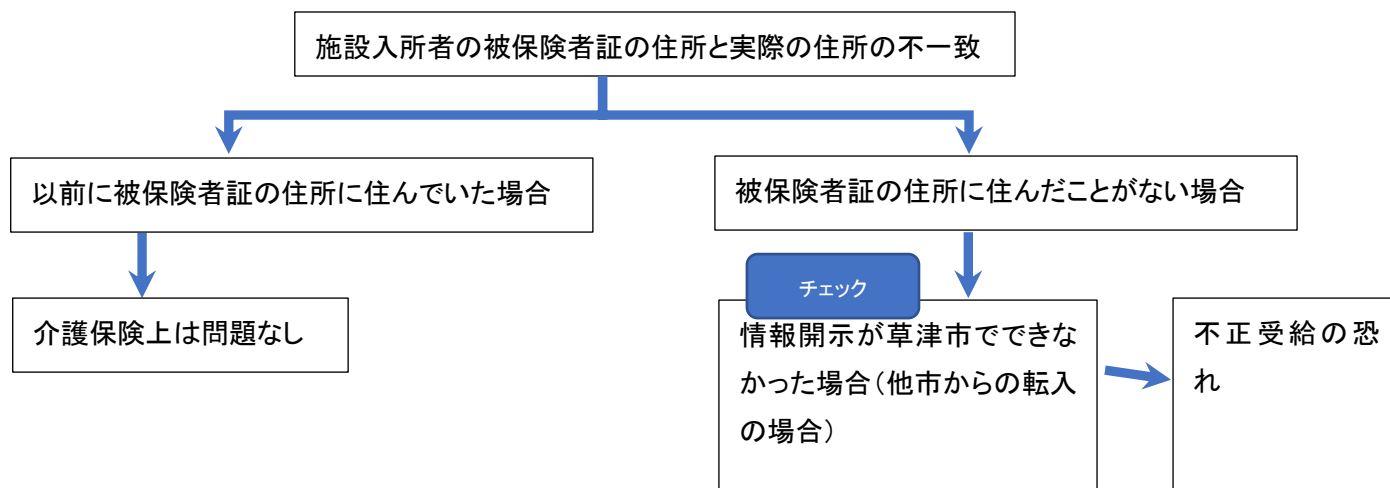 施設入所者の被保険者証の住所と実際の住所の不一致
以前に被保険者証の住所に住んでいた場合
被保険者証の住所に住んだことがない場合
介護保険上は問題なし
チェック
情報開示が草津市でできな
かった場合（他市からの転入
の場合）
不正受給の恐
れ